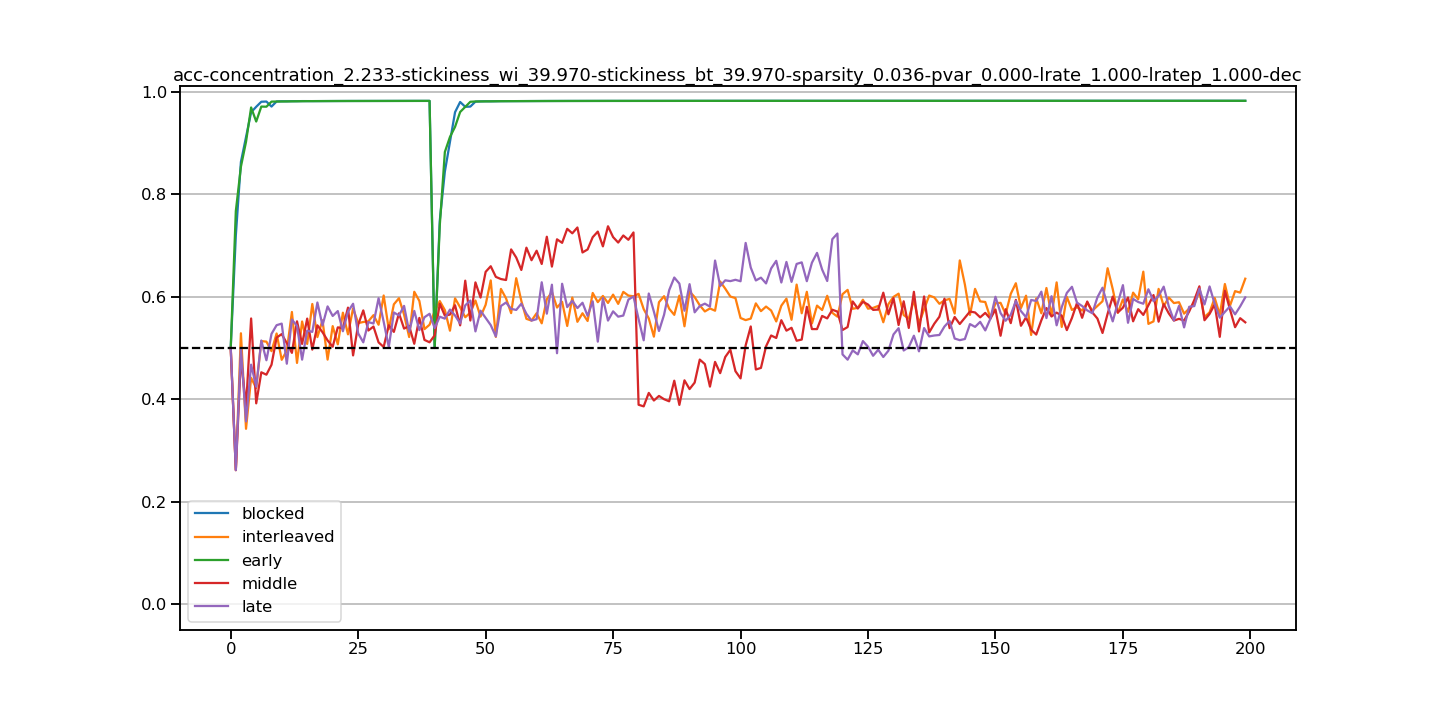 acc-concentration_2.233-stickiness_wi_39.970-stickiness_bt_39.970-sparsity_0.036-pvar_0.000-lrate_1.000-lratep_1.000-dec
1.0
0.8
0.6
0.4
0.2
0.0
blocked
interleaved
early
middle
late
0 25 50 75 100 125 150 175 200